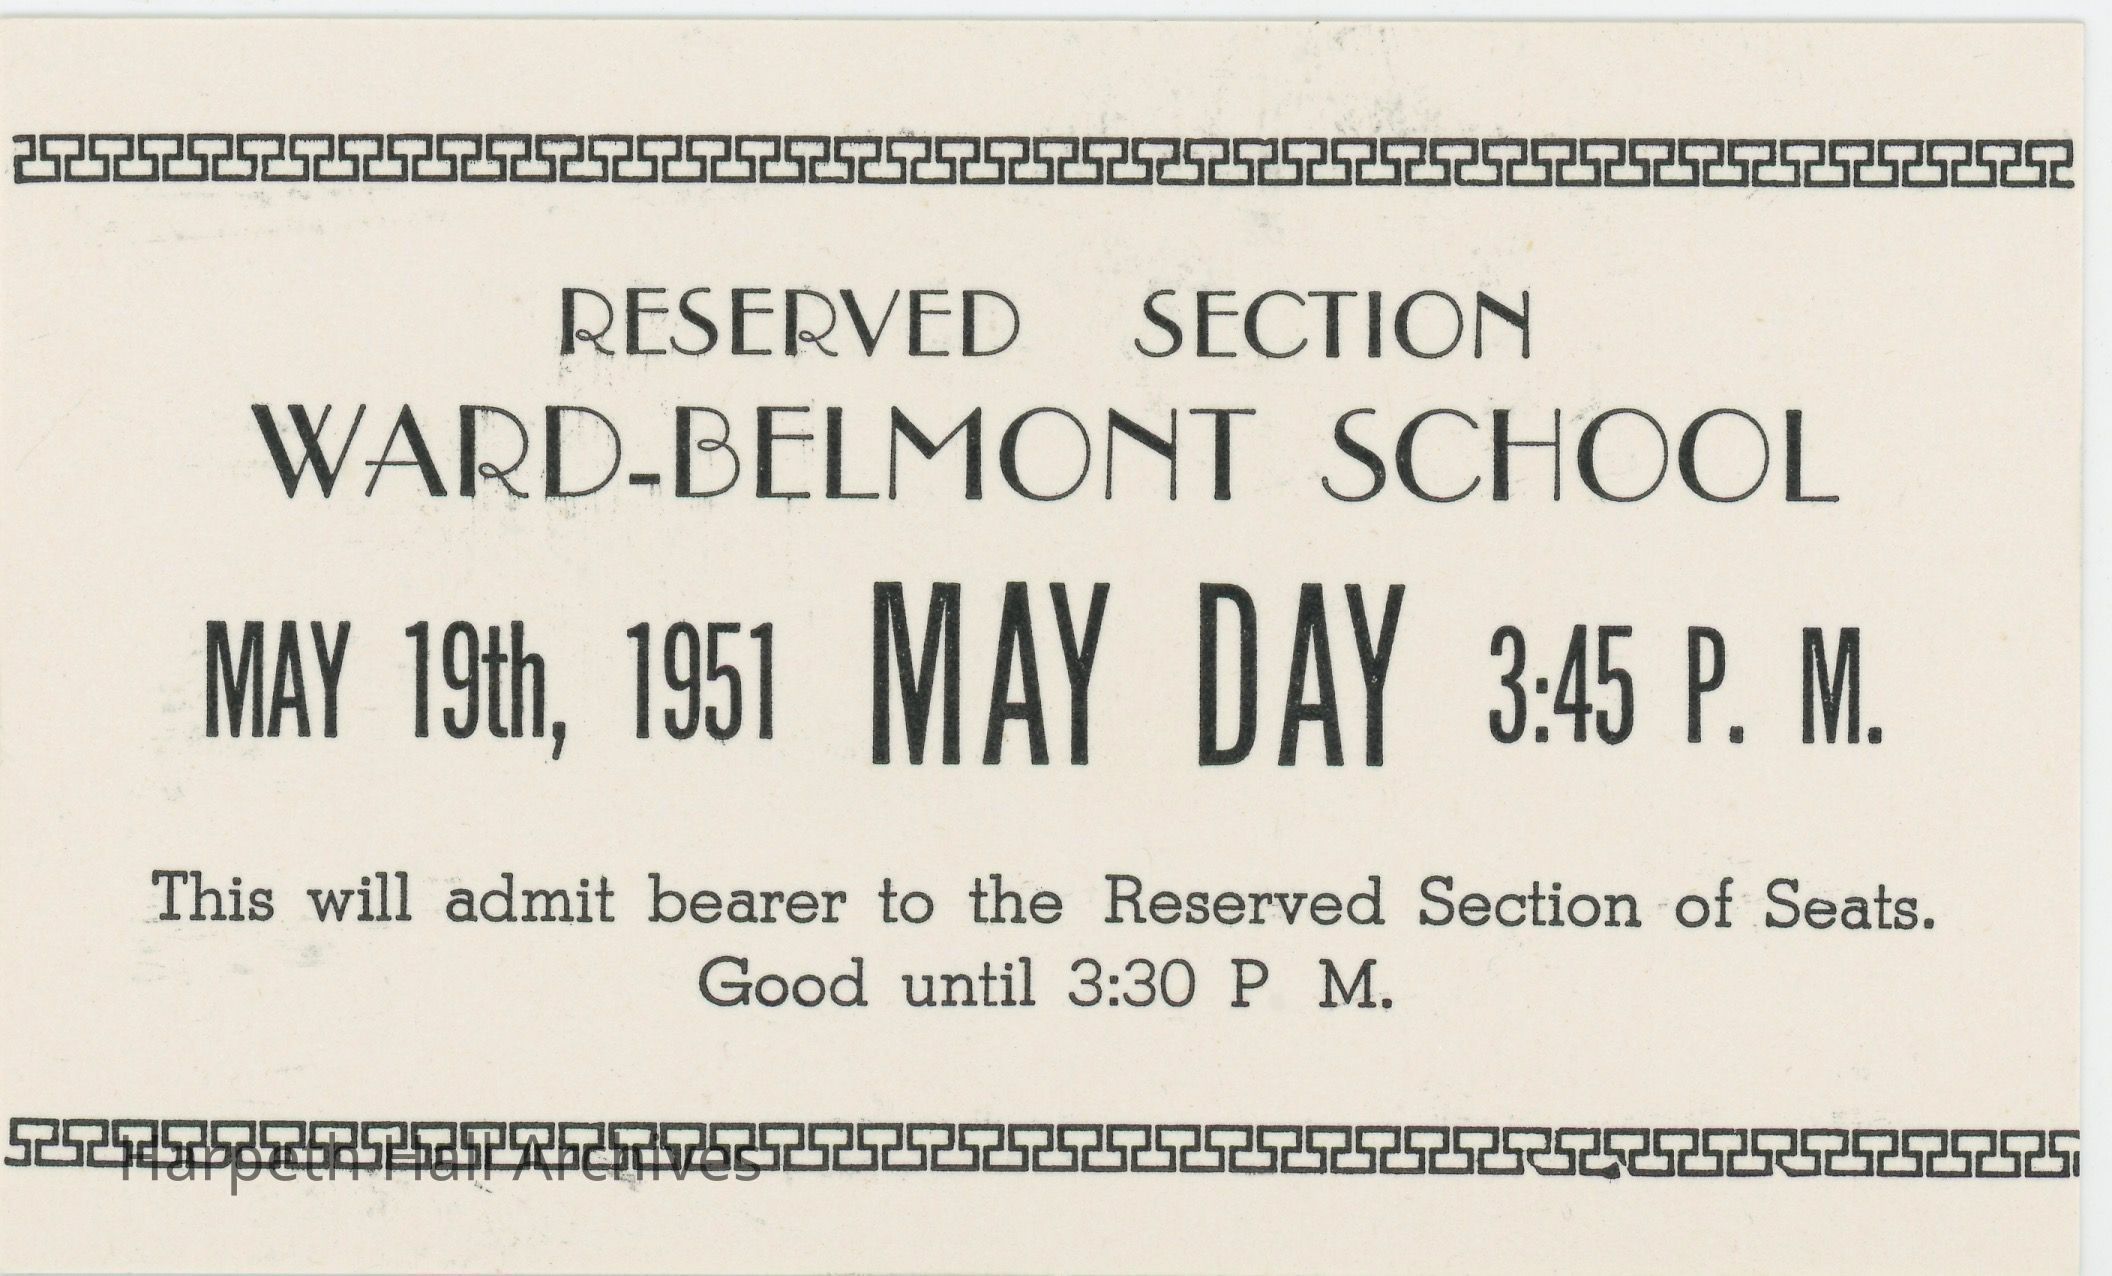 RESERVED SECTION
WARD-BELMONT SCHOOL
MAY 19th, 1951 MAY DAY 3:45 P. M.
This will admit bearer to the Reserved Section of Seats.
Good until 3:30 P M.
Harpeth Hall Archives